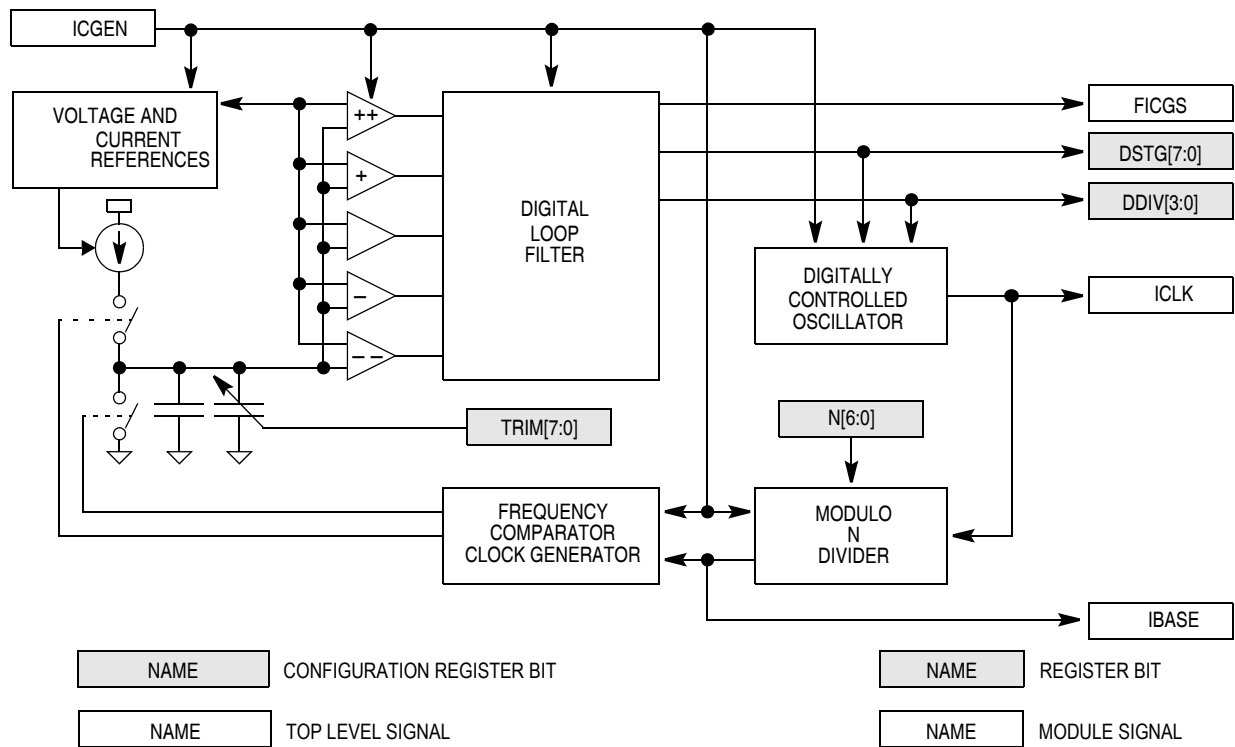 ICGEN
VOLTAGE AND
CURRENT
REFERENCES
++
+
−
− −
DIGITAL
LOOP
FILTER
FICGS
DSTG[7:0]
DDIV[3:0]
DIGITALLY
CONTROLLED
OSCILLATOR
ICLK
TRIM[7:0]
N[6:0]
FREQUENCY
COMPARATOR
CLOCK GENERATOR
MODULO
N
DIVIDER
IBASE
NAME CONFIGURATION REGISTER BIT
NAME REGISTER BIT
NAME TOP LEVEL SIGNAL
NAME MODULE SIGNAL